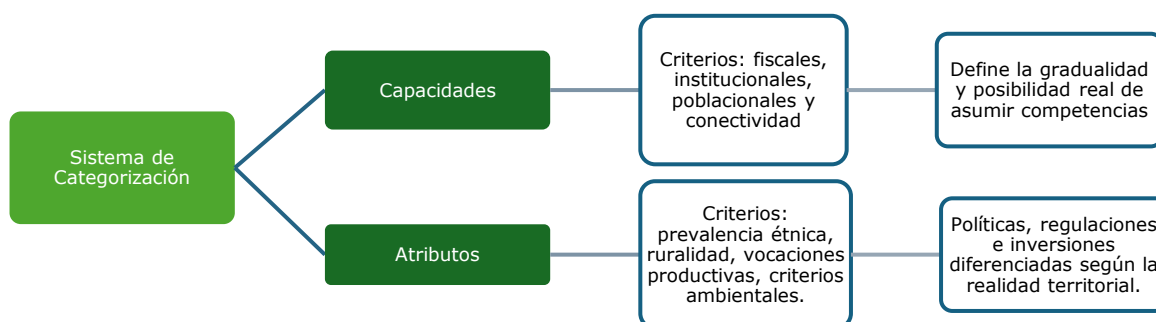 Sistema de
Categorización
Capacidades
Criterios: fiscales,
institucionales,
poblacionales y
conectividad
Define la gradualidad
y posibilidad real de
asumir competencias
Atributos
Criterios:
prevalencia étnica,
ruralidad, vocaciones
productivas, criterios
ambientales.
Políticas, regulaciones
e inversiones
diferenciadas según la
realidad territorial.